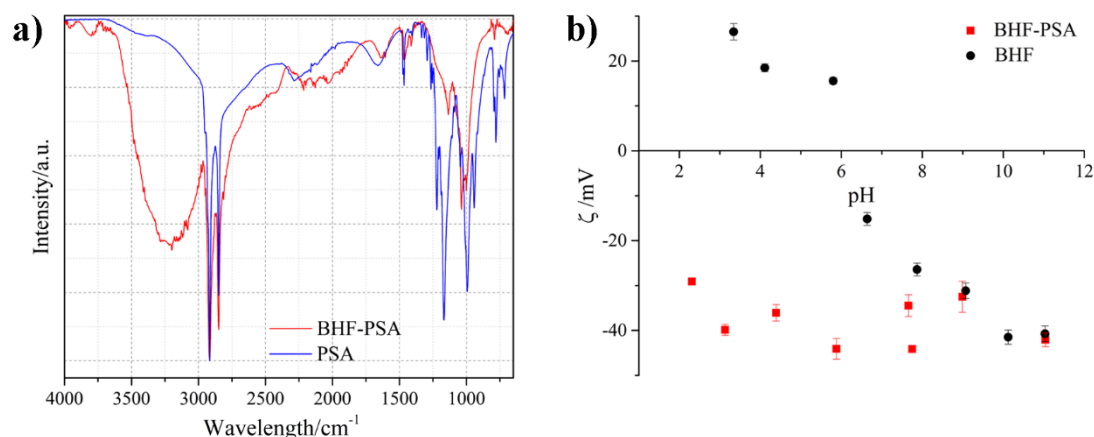 a)
Intensity/a.u.
BHF-PSA
PSA
4000 3500 3000 2500 2000 1500 1000
Wavelength/cm-1
b)
BHF-PSA
BHF
20
0
-20
-40
2 4 6 8 10 12
pH
ζ /mV